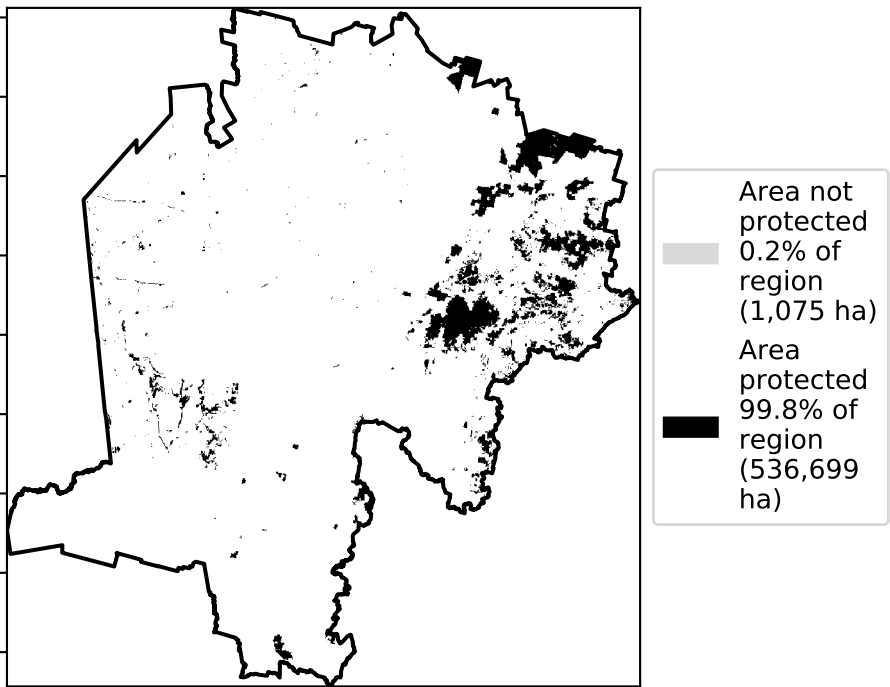 Area not
protected
0.2% of
region
(1,075 ha)
Area
protected
99.8% of
region
(536,699
ha)